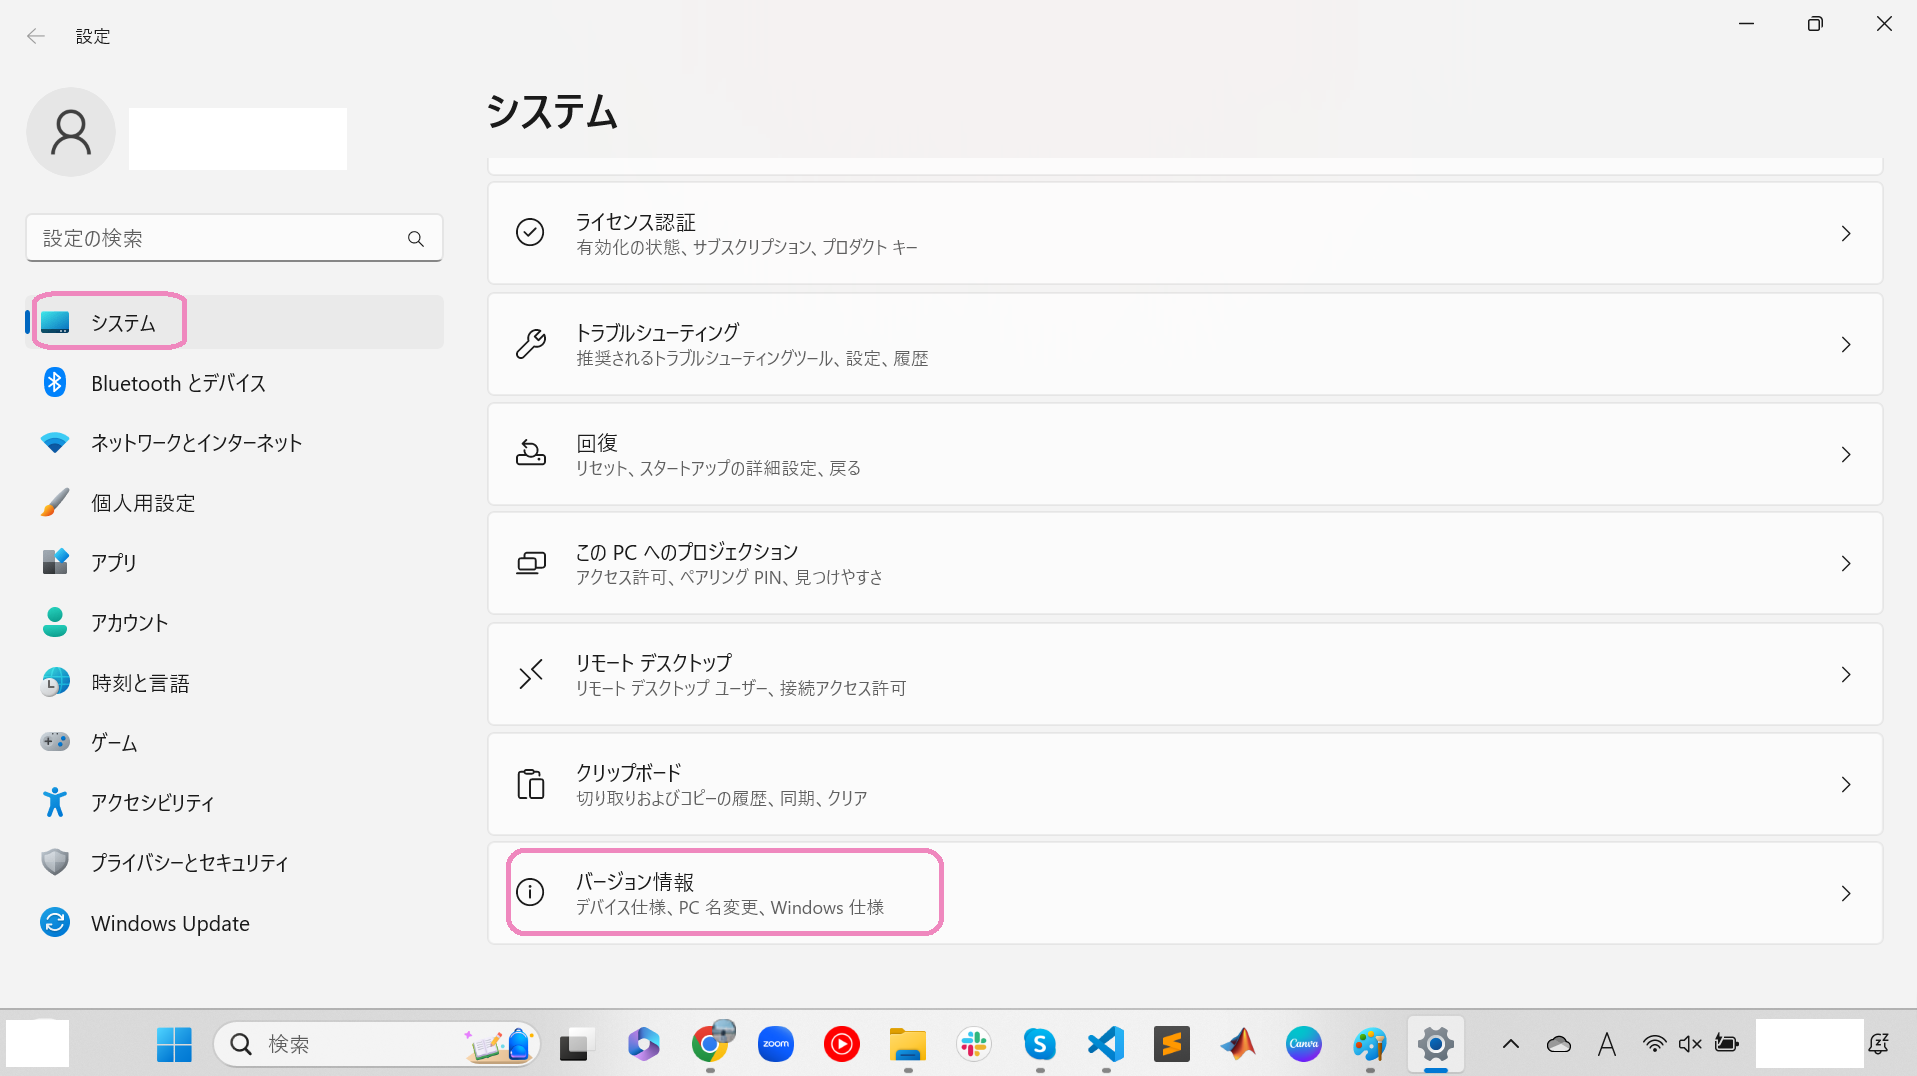 設定
システム
設定の検索
システム
Bluetooth とデバイス
ネットワークとインターネット
個人用設定
アプリ
アカウント
時刻と言語
ゲーム
アクセシビリティ
プライバシーとセキュリティ
Windows Update
ライセンス認証
有効化の状態、サブスクリプション、プロダクト キー
トラブルシューティング
推奨されるトラブルシューティングツール、設定、履歴
回復
リセット、スタートアップの詳細設定、戻る
この PC へのプロジェクション
アクセス許可、ペアリング PIN、見つけやすさ
リモート デスクトップ
リモート デスクトップ ユーザー、接続アクセス許可
クリップボード
切り取りおよびコピーの履歴、同期、クリア
バージョン情報
デバイス仕様、PC 名変更、Windows 仕様
検索
zoom
S
Canva
A